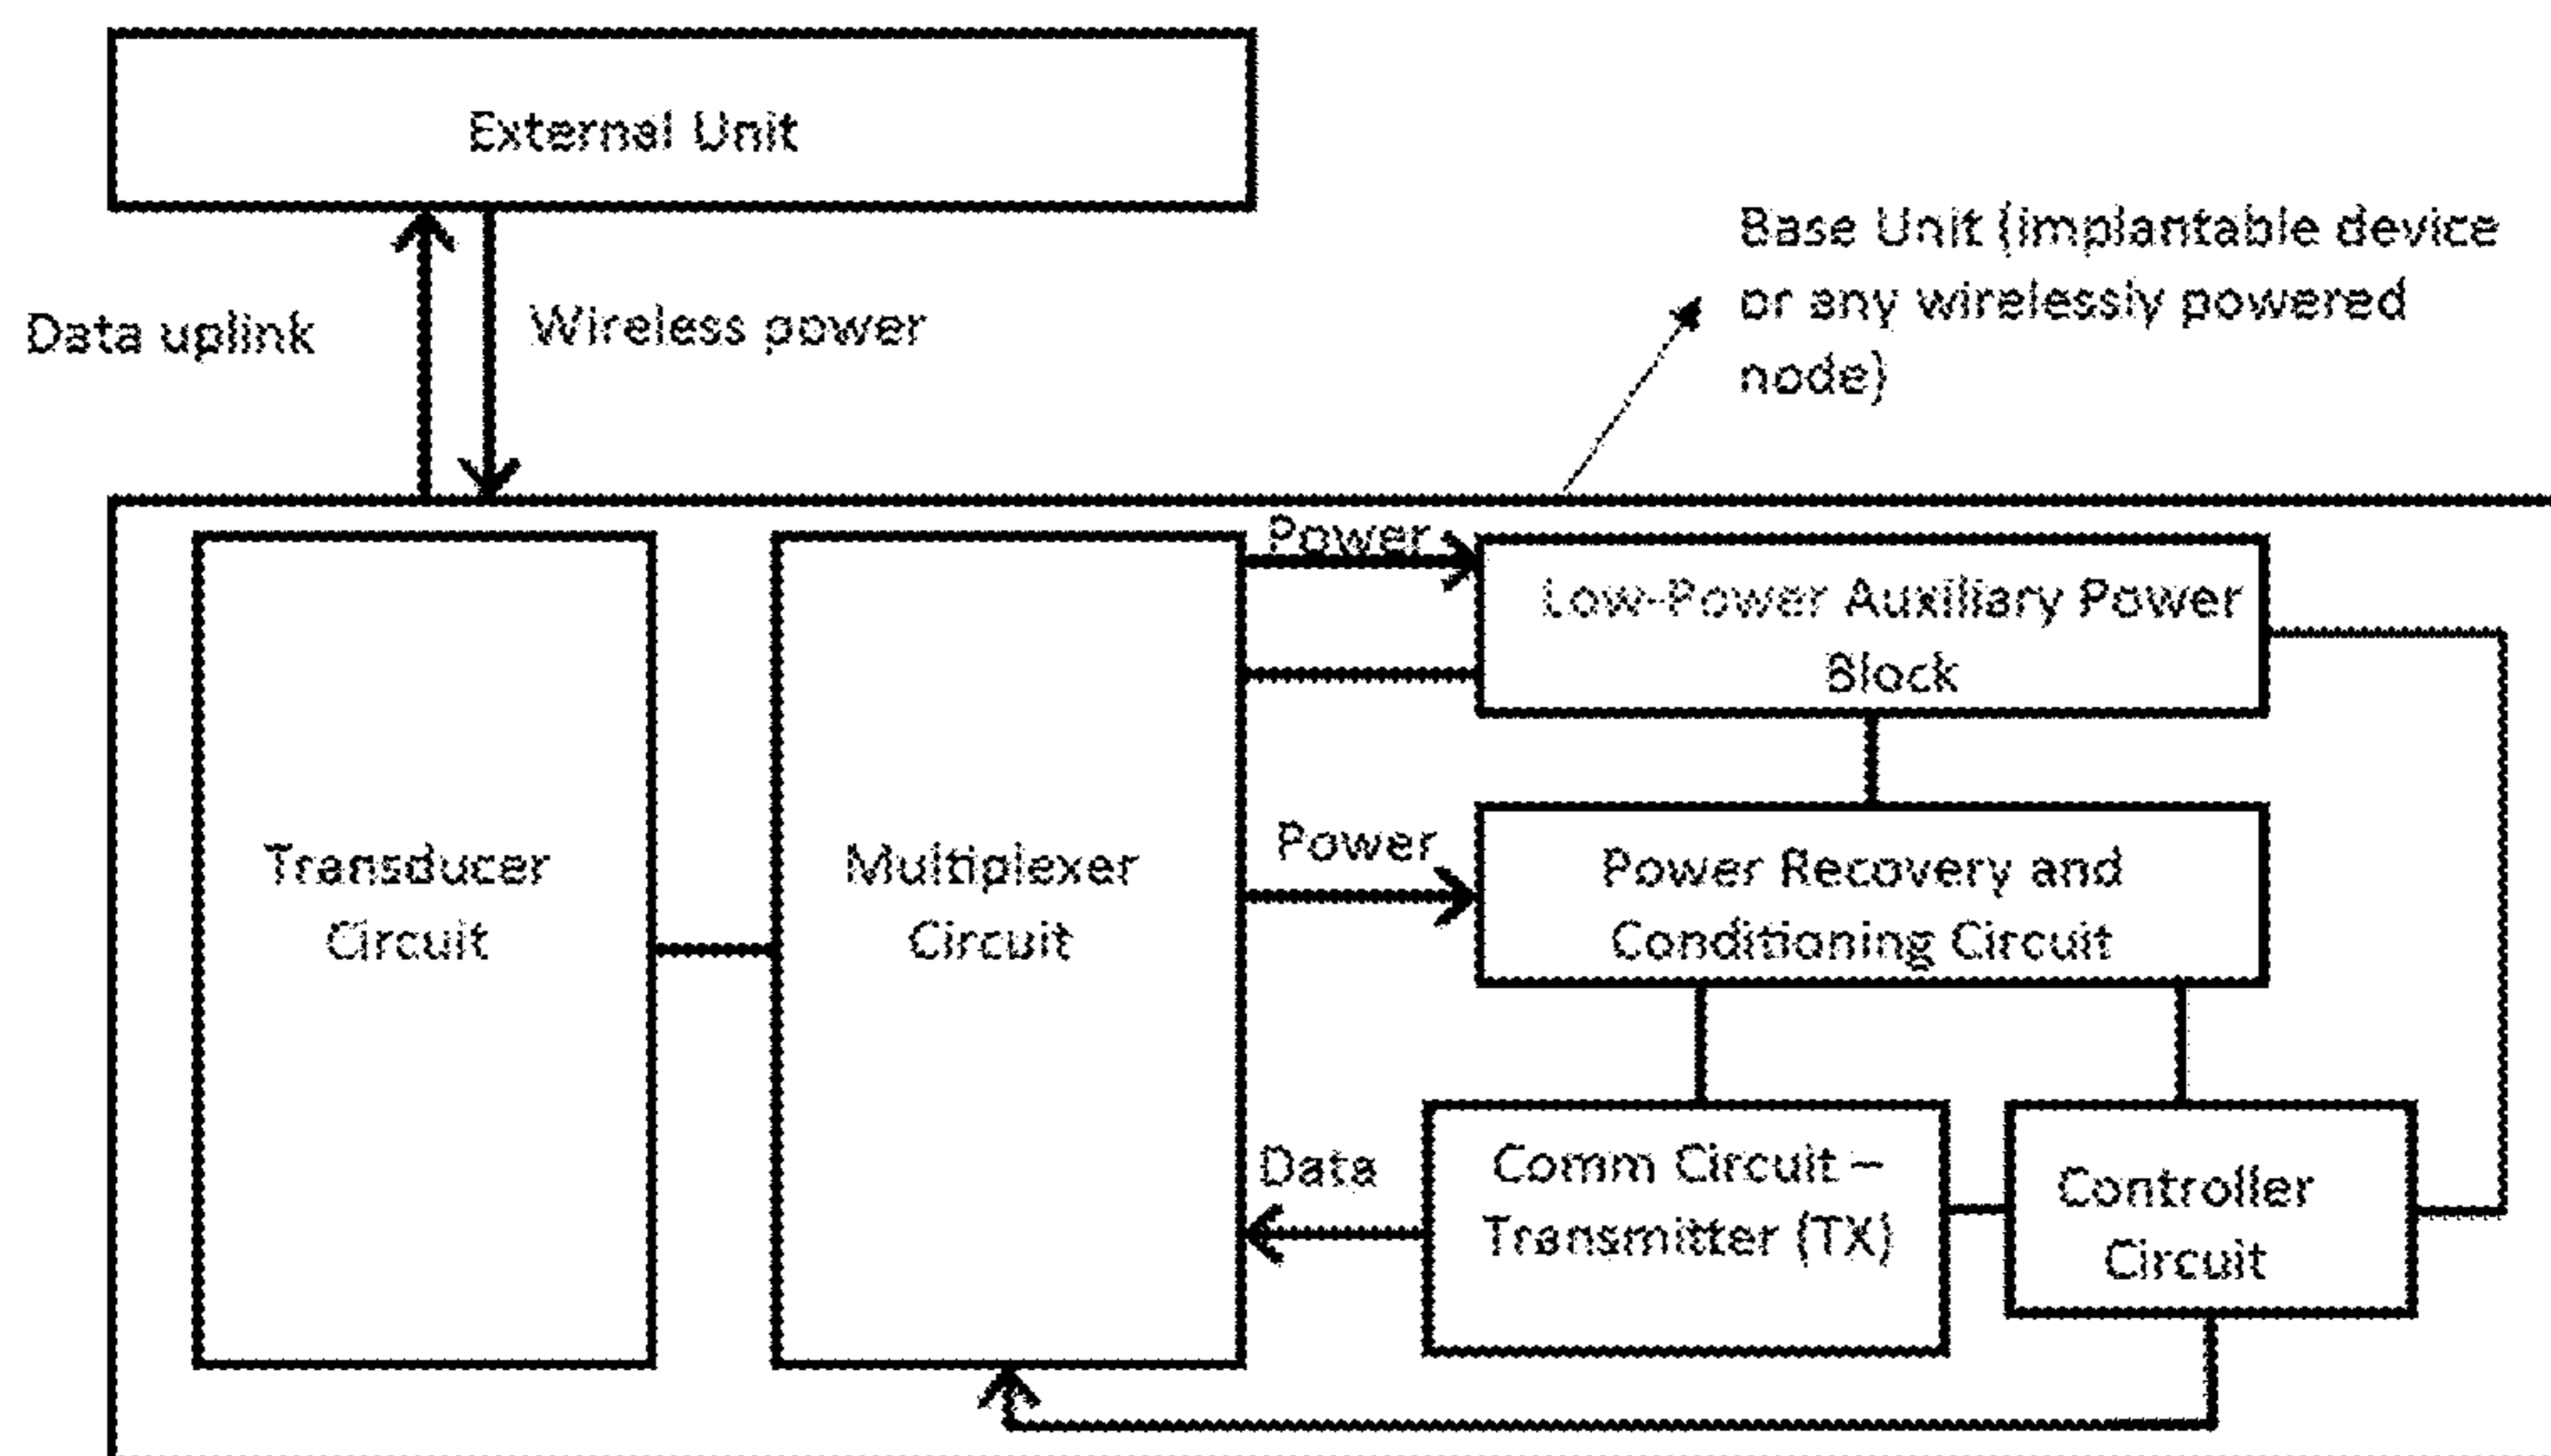 External Unit
Data uplink
Wireless power
Base Unit (implantable device
or any wirelessly powered
node)
Power
Low-Power Auxiliary Power
Block
Transducer
Circuit
Multiplexer
Circuit
Power
Power Recovery and
Conditioning Circuit
Data
Comm Circuit –
Transmitter (TX)
Controller
Circuit